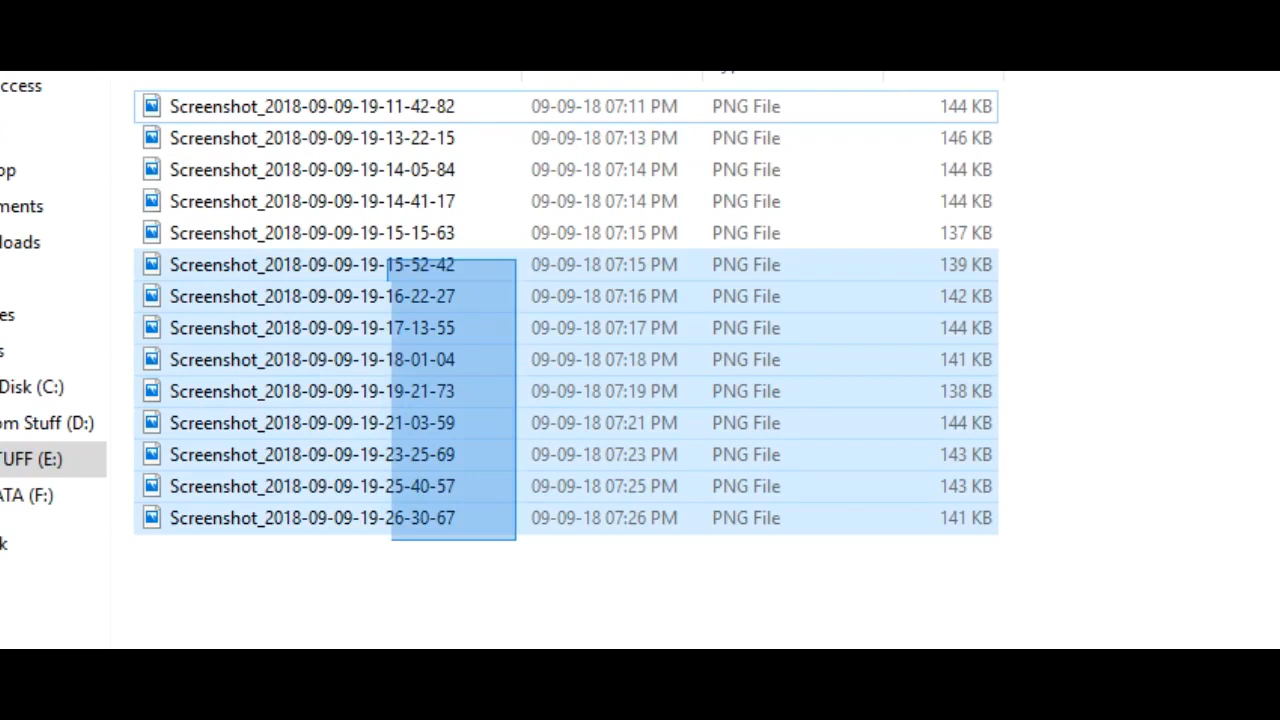 ccess
Screenshot_2018-09-09-19-11-42-82 09-09-18 07:11 PM PNG File 144 KB
Screenshot_2018-09-09-19-13-22-15 09-09-18 07:13 PM PNG File 146 KB
op
Screenshot_2018-09-09-19-14-05-84 09-09-18 07:14 PM PNG File 144 KB
ments
Screenshot_2018-09-09-19-14-41-17 09-09-18 07:14 PM PNG File 144 KB
loads
Screenshot_2018-09-09-19-15-15-63 09-09-18 07:15 PM PNG File 137 KB
Screenshot_2018-09-09-19-15-52-42 09-09-18 07:15 PM PNG File 139 KB
Screenshot_2018-09-09-19-16-22-27 09-09-18 07:16 PM PNG File 142 KB
es
Screenshot_2018-09-09-19-17-13-55 09-09-18 07:17 PM PNG File 144 KB
s
Screenshot_2018-09-09-19-18-01-04 09-09-18 07:18 PM PNG File 141 KB
Disk (C:)
Screenshot_2018-09-09-19-19-21-73 09-09-18 07:19 PM PNG File 138 KB
om Stuff (D:)
Screenshot_2018-09-09-19-21-03-59 09-09-18 07:21 PM PNG File 144 KB
TUFF (E:)
Screenshot_2018-09-09-19-23-25-69 09-09-18 07:23 PM PNG File 143 KB
ATA (F:)
Screenshot_2018-09-09-19-25-40-57 09-09-18 07:25 PM PNG File 143 KB
Screenshot_2018-09-09-19-26-30-67 09-09-18 07:26 PM PNG File 141 KB
k